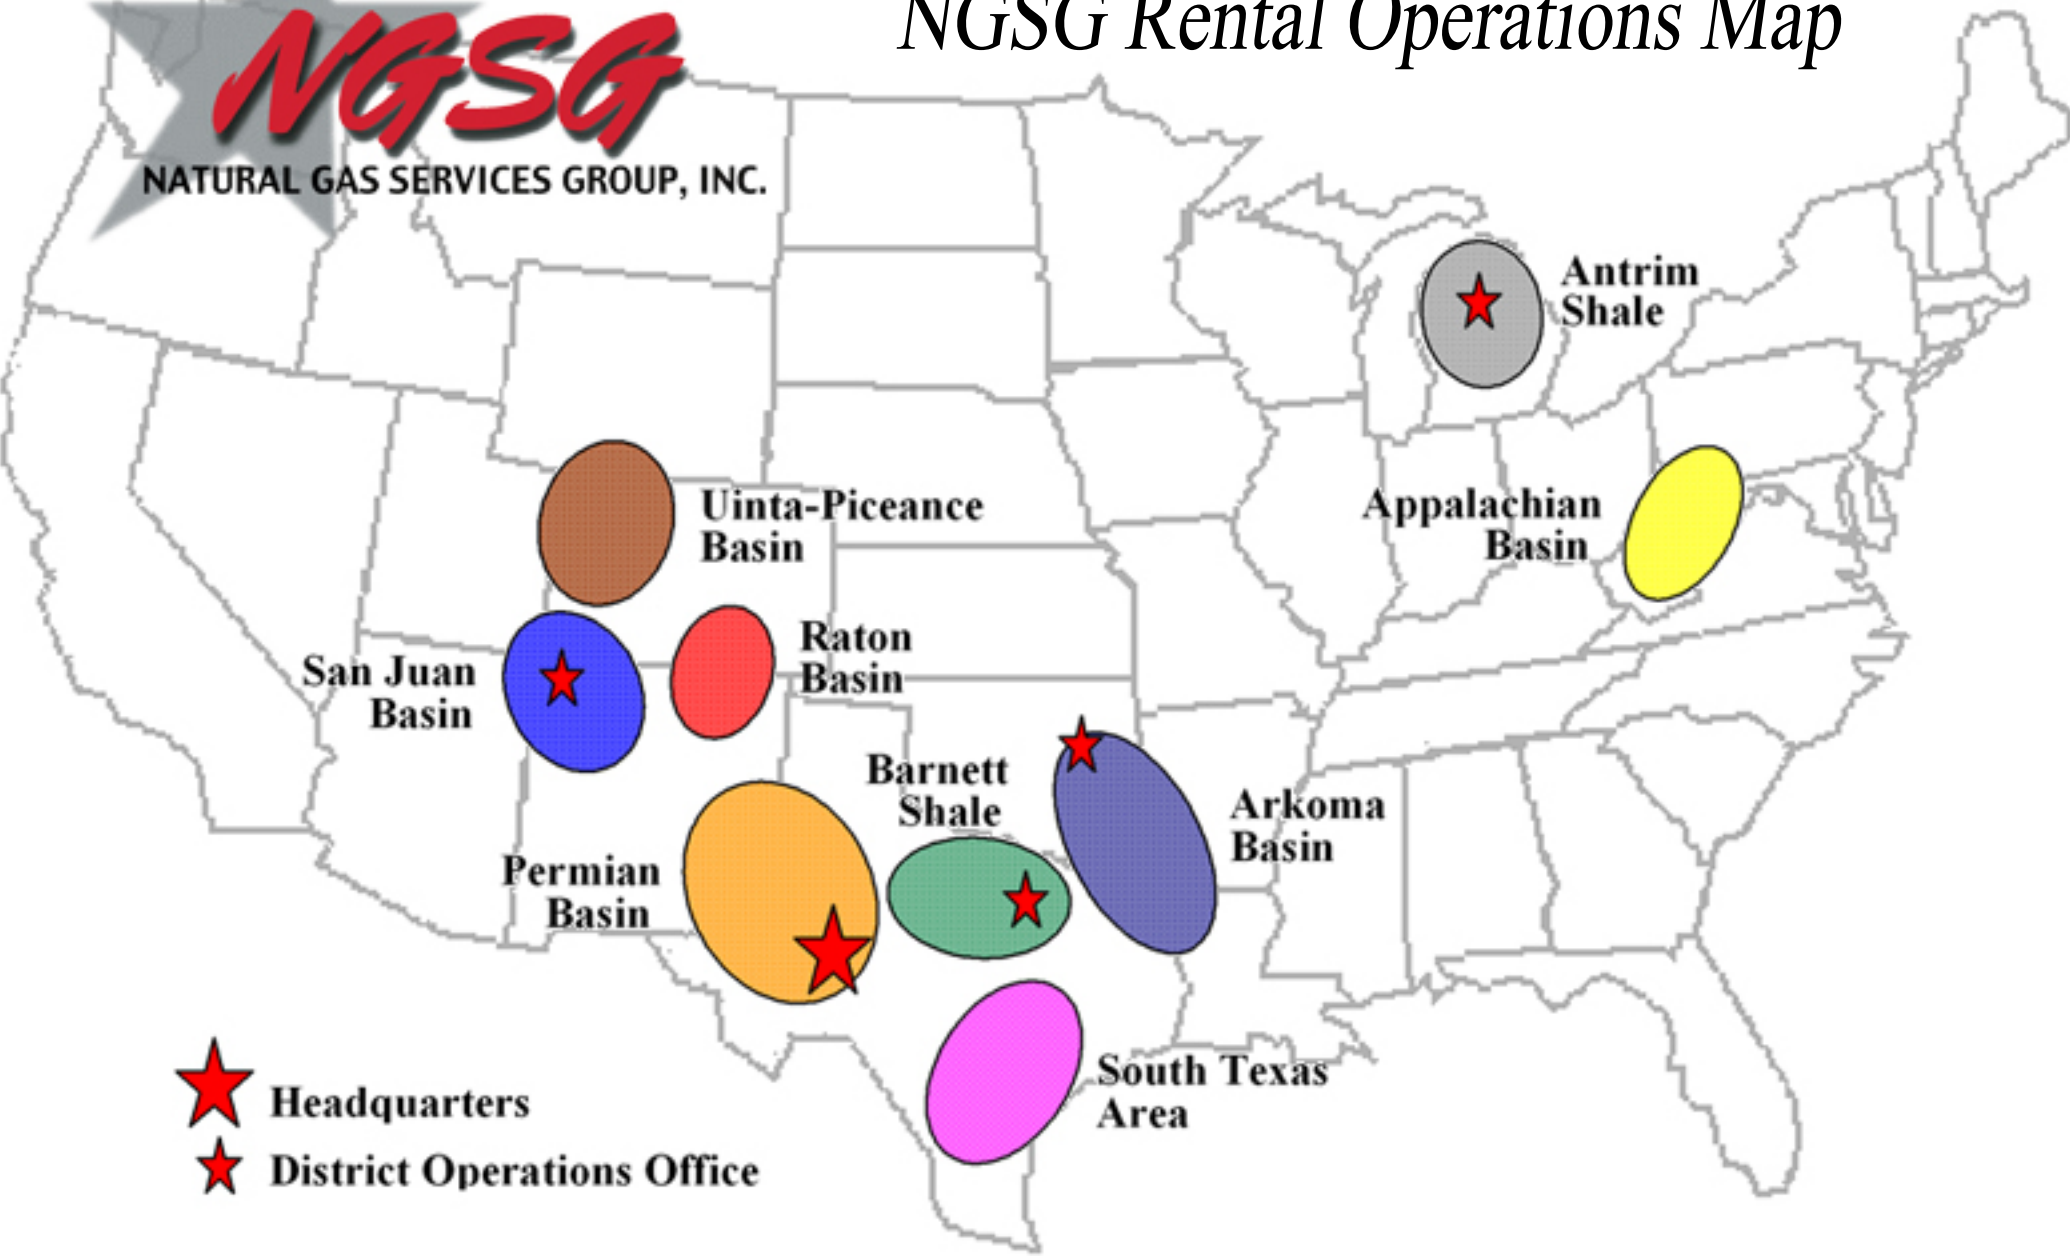 NGSG Rental Operations Map
NGSG
NATURAL GAS SERVICES GROUP, INC.
Antrim
Shale
Uinta-Piceance
Basin
Appalachian
Basin
Raton
Basin
San Juan
Basin
Barnett
Shale
Arkoma
Basin
Permian
Basin
South Texas
Area
Headquarters
District Operations Office